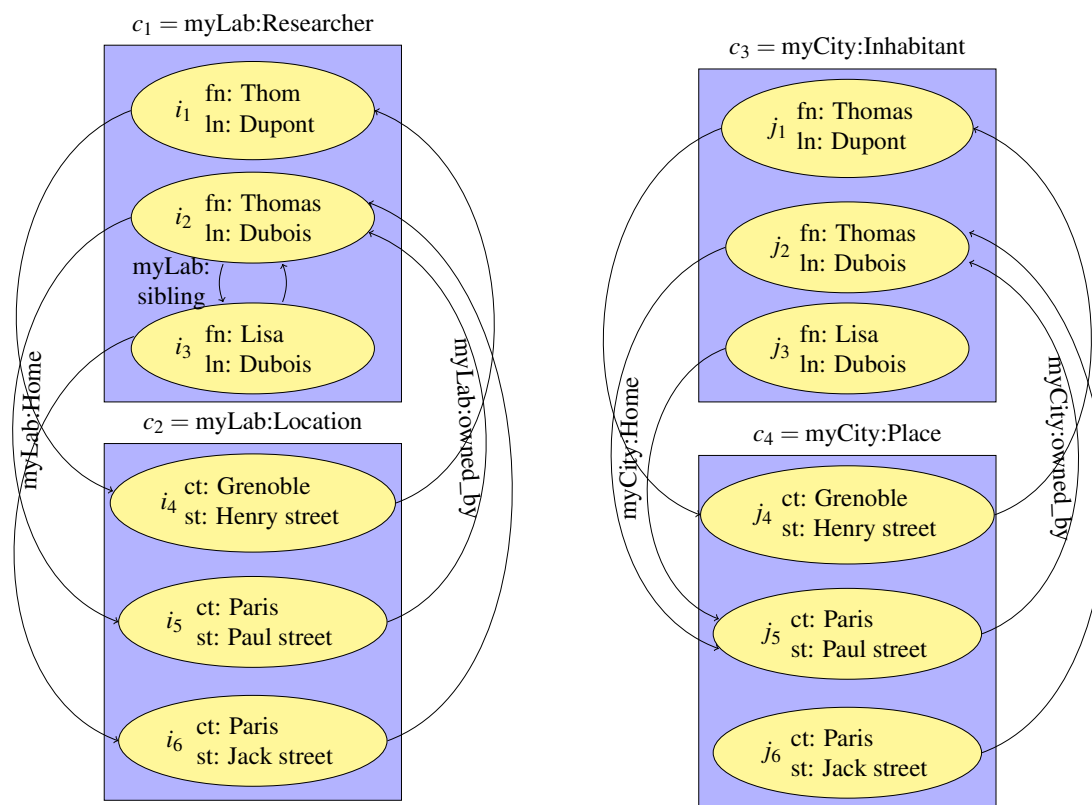 c₁ = myLab:Researcher
i₁ fn: Thom
ln: Dupont
i₂ fn: Thomas
ln: Dubois
myLab:
sibling
i₃ fn: Lisa
ln: Dubois
myLab:Home
myLab:owned_by
c₂ = myLab:Location
i₄ ct: Grenoble
st: Henry street
i₅ ct: Paris
st: Paul street
i₆ ct: Paris
st: Jack street
c₃ = myCity:Inhabitant
j₁ fn: Thomas
ln: Dupont
j₂ fn: Thomas
ln: Dubois
j₃ fn: Lisa
ln: Dubois
myCity:Home
myCity:owned_by
c₄ = myCity:Place
j₄ ct: Grenoble
st: Henry street
j₅ ct: Paris
st: Paul street
j₆ ct: Paris
st: Jack street